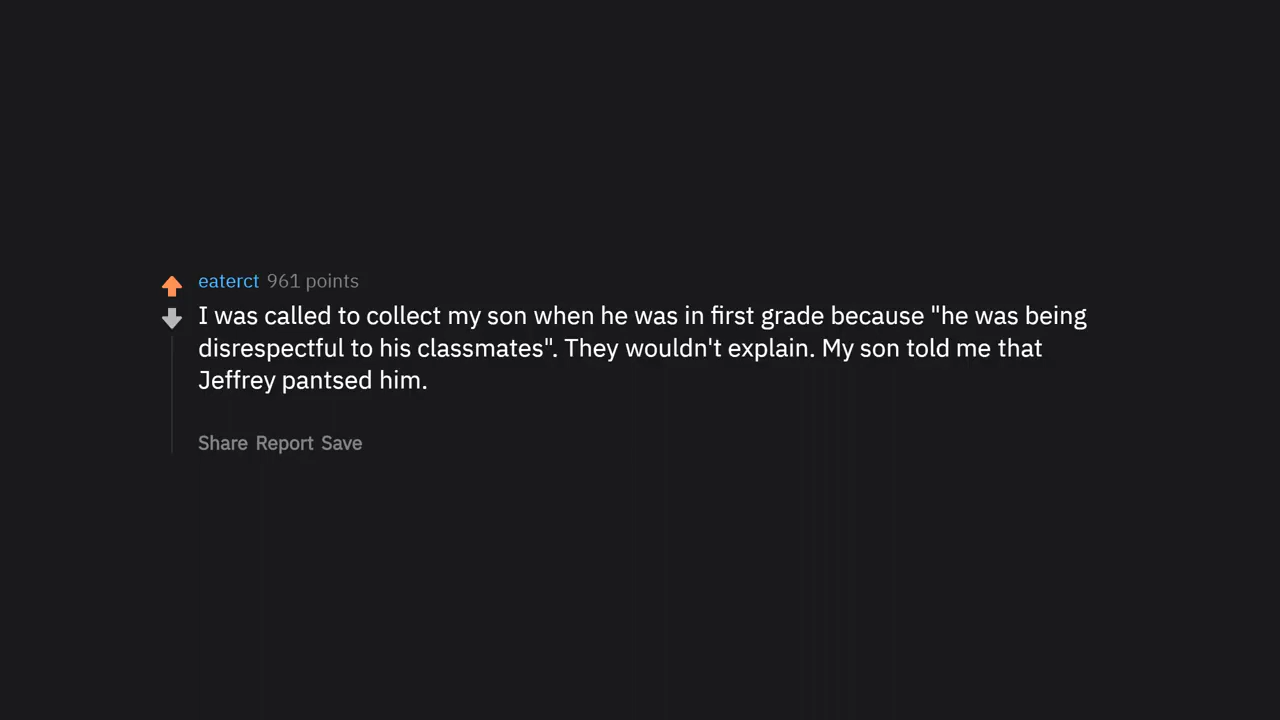 eaterct 961 points
I was called to collect my son when he was in first grade because "he was being
disrespectful to his classmates". They wouldn't explain. My son told me that
Jeffrey pantsed him.
Share Report Save